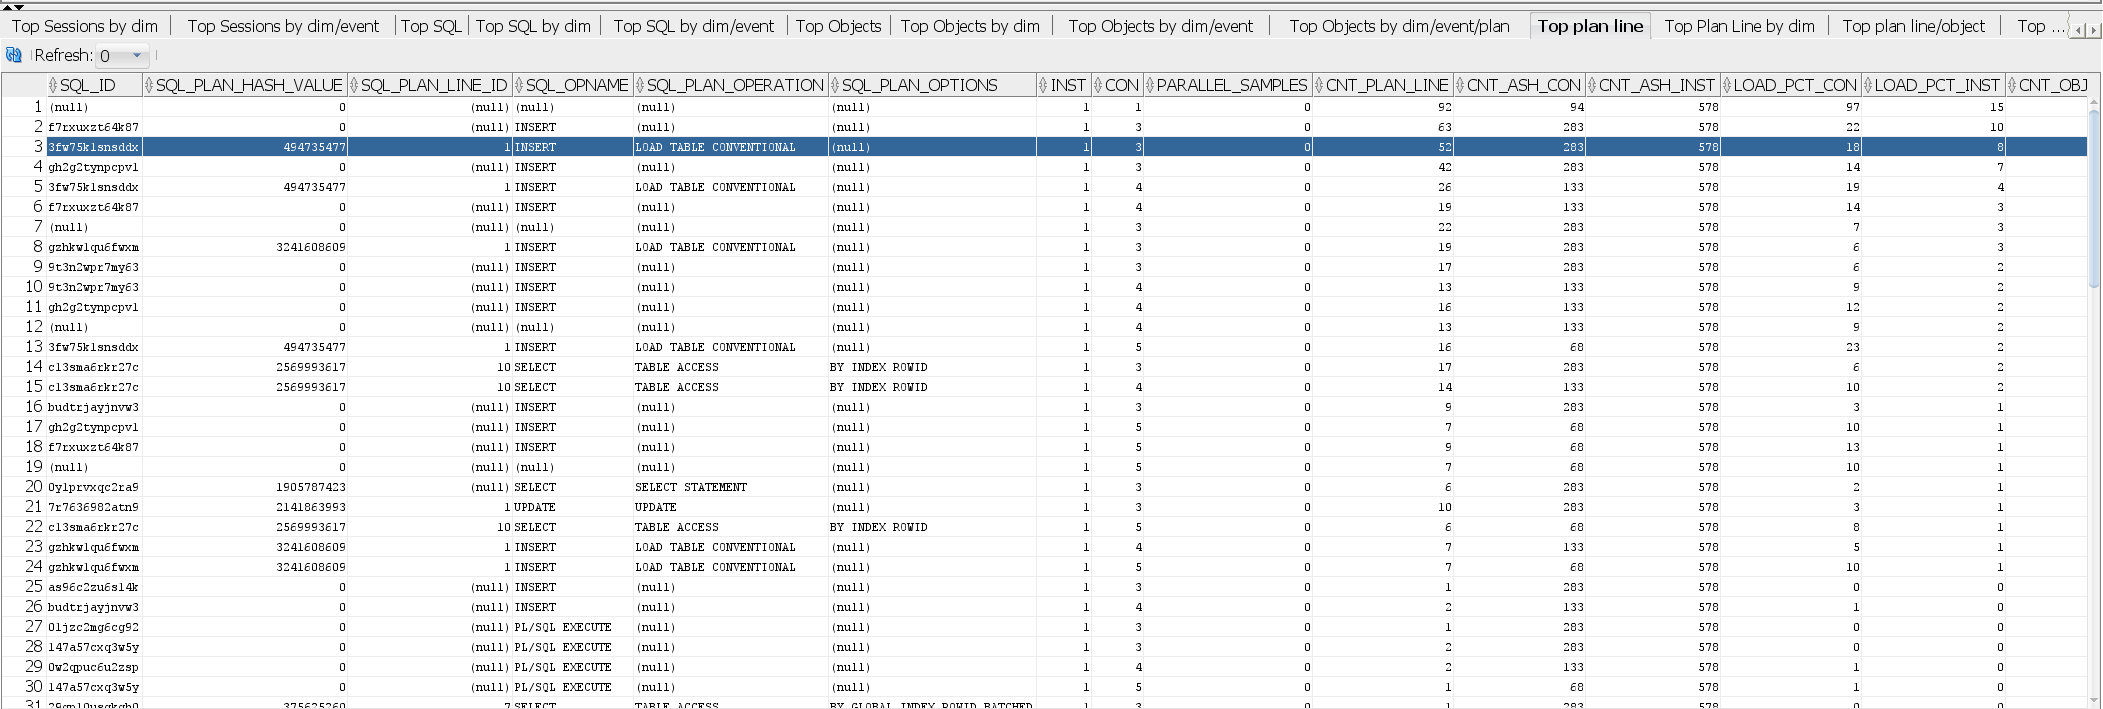 Top Sessions by dim Top Sessions by dim/event Top SQL Top SQL by dim Top SQL by dim/event Top Objects Top Objects by dim Top Objects by dim/event Top Objects by dim/event/plan Top plan line Top Plan Line by dim Top plan line/object Top ...
Refresh: 0
SQL_ID SQL_PLAN_HASH_VALUE SQL_PLAN_LINE_ID SQL_OPNAME SQL_PLAN_OPERATION SQL_PLAN_OPTIONS INST CON PARALLEL_SAMPLES CNT_PLAN_LINE CNT_ASH_CON CNT_ASH_INST LOAD_PCT_CON LOAD_PCT_INST CNT_OBJ
1 (null) 0 (null) (null) (null) (null) 1 1 0 92 94 578 97 15
2 f7rxuxzt64k87 0 (null) INSERT (null) (null) 1 3 0 63 283 578 22 10
3 3fw75k1snsddx 494735477 1 INSERT LOAD TABLE CONVENTIONAL (null) 1 3 0 52 283 578 18 8
4 gh2g2tynpcpv1 0 (null) INSERT (null) (null) 1 3 0 42 283 578 14 7
5 3fw75k1snsddx 494735477 1 INSERT LOAD TABLE CONVENTIONAL (null) 1 4 0 26 133 578 19 4
6 f7rxuxzt64k87 0 (null) INSERT (null) (null) 1 4 0 19 133 578 14 3
7 (null) 0 (null) (null) (null) (null) 1 3 0 22 283 578 7 3
8 gzhkw1qu6fwxm 3241608609 1 INSERT LOAD TABLE CONVENTIONAL (null) 1 3 0 19 283 578 6 3
9 9t3n2wpr7my63 0 (null) INSERT (null) (null) 1 3 0 17 283 578 6 2
10 9t3n2wpr7my63 0 (null) INSERT (null) (null) 1 4 0 13 133 578 9 2
11 gh2g2tynpcpv1 0 (null) INSERT (null) (null) 1 4 0 16 133 578 12 2
12 (null) 0 (null) (null) (null) (null) 1 4 0 13 133 578 9 2
13 3fw75k1snsddx 494735477 1 INSERT LOAD TABLE CONVENTIONAL (null) 1 5 0 16 68 578 23 2
14 c13sma6rkr27c 2569993617 10 SELECT TABLE ACCESS BY INDEX ROWID 1 3 0 17 283 578 6 2
15 c13sma6rkr27c 2569993617 10 SELECT TABLE ACCESS BY INDEX ROWID 1 4 0 14 133 578 10 2
16 budtrjayjnvw3 0 (null) INSERT (null) (null) 1 3 0 9 283 578 3 1
17 gh2g2tynpcpv1 0 (null) INSERT (null) (null) 1 5 0 7 68 578 10 1
18 f7rxuxzt64k87 0 (null) INSERT (null) (null) 1 5 0 9 68 578 13 1
19 (null) 0 (null) (null) (null) (null) 1 5 0 7 68 578 10 1
20 0y1prvxqc2ra9 1905787423 (null) SELECT SELECT STATEMENT (null) 1 3 0 6 283 578 2 1
21 7r7636982atn9 2141863993 1 UPDATE UPDATE (null) 1 3 0 10 283 578 3 1
22 c13sma6rkr27c 2569993617 10 SELECT TABLE ACCESS BY INDEX ROWID 1 5 0 6 68 578 8 1
23 gzhkw1qu6fwxm 3241608609 1 INSERT LOAD TABLE CONVENTIONAL (null) 1 4 0 7 133 578 5 1
24 gzhkw1qu6fwxm 3241608609 1 INSERT LOAD TABLE CONVENTIONAL (null) 1 5 0 7 68 578 10 1
25 as96c2zu6s14k 0 (null) INSERT (null) (null) 1 3 0 1 283 578 0 0
26 budtrjayjnvw3 0 (null) INSERT (null) (null) 1 4 0 2 133 578 1 0
27 01jzc2mg6cg92 0 (null) PL/SQL EXECUTE (null) (null) 1 3 0 1 283 578 0 0
28 147a57cxq3w5y 0 (null) PL/SQL EXECUTE (null) (null) 1 3 0 2 283 578 0 0
29 0w2qpuc6u2zsp 0 (null) PL/SQL EXECUTE (null) (null) 1 4 0 2 133 578 1 0
30 147a57cxq3w5y 0 (null) PL/SQL EXECUTE (null) (null) 1 5 0 1 68 578 1 0
31 375625260 7 SELECT TABLE ACCESS BY GLOBAL INDEX ROWID BATCHED 1 3 0 1 283 578 0 0